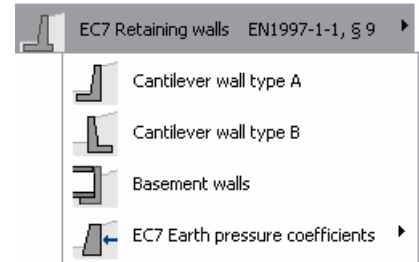 EC7 Retaining walls EN1997-1-1, § 9
Cantilever wall type A
Cantilever wall type B
Basement walls
EC7 Earth pressure coefficients